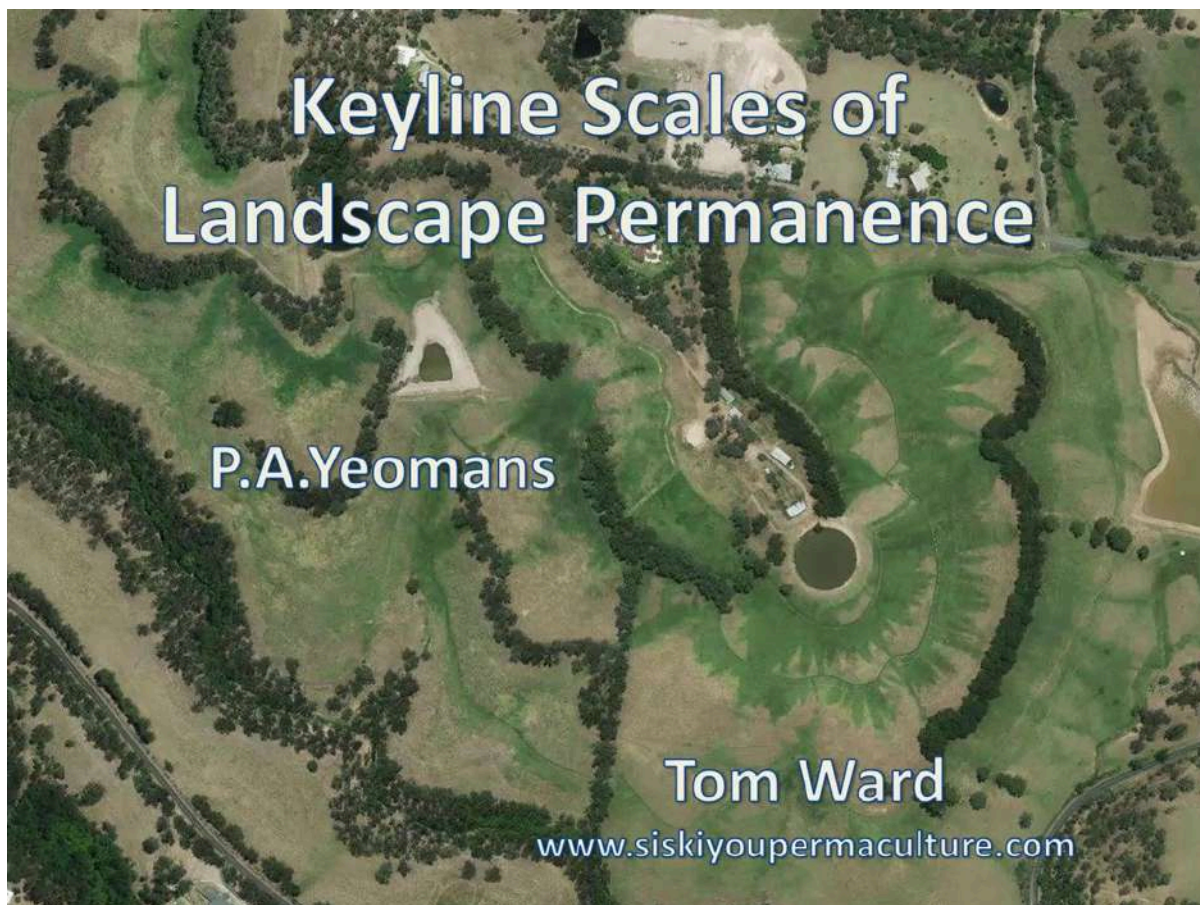 Keyline Scales of
Landscape Permanence
P.A.Yeomans
Tom Ward
www.siskiyoupermaculture.com